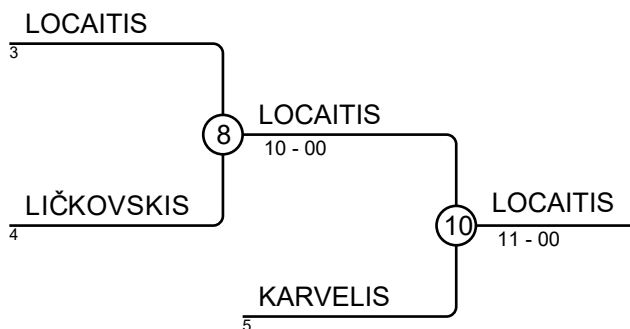 LOCAITIS
3
8
LOCAITIS
10 - 00
LIČKOVSKIS
4
10
LOCAITIS
11 - 00
KARVELIS
5